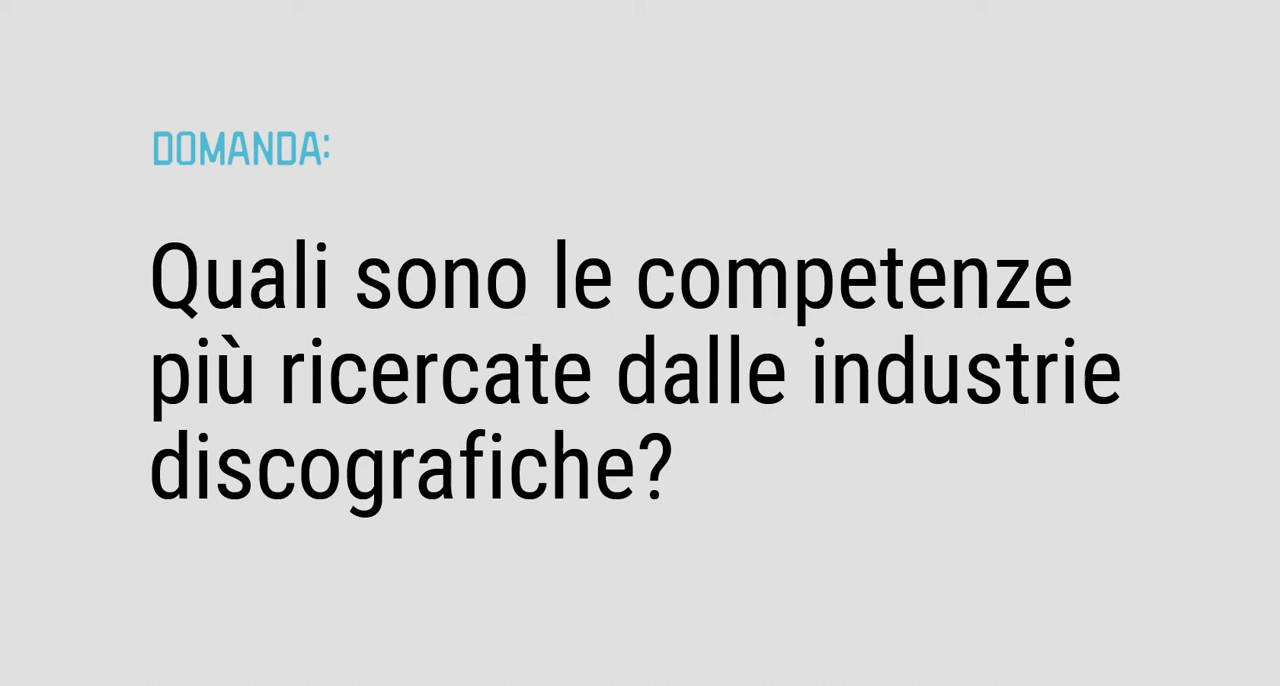 DOMANDA:
Quali sono le competenze
più ricercate dalle industrie
discografiche?